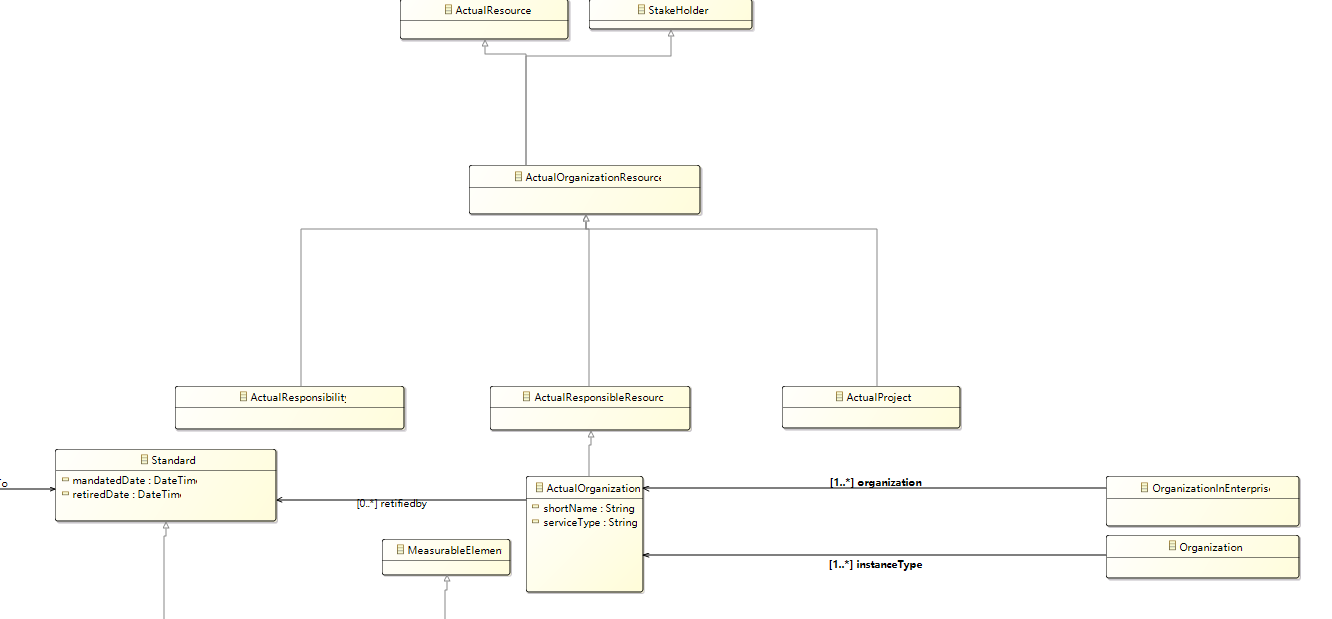 ActualResource
StakeHolder
ActualOrganizationResource
ActualResponsibility
ActualResponsibleResourc
ActualProject
Standard
mandatedDate : DateTim
retiredDate : DateTim
To
[0..*] retifiedby
ActualOrganization
shortName : String
serviceType : String
[1..*] organization
OrganizationInEnterpris
MeasurableElemen
[1..*] instanceType
Organization